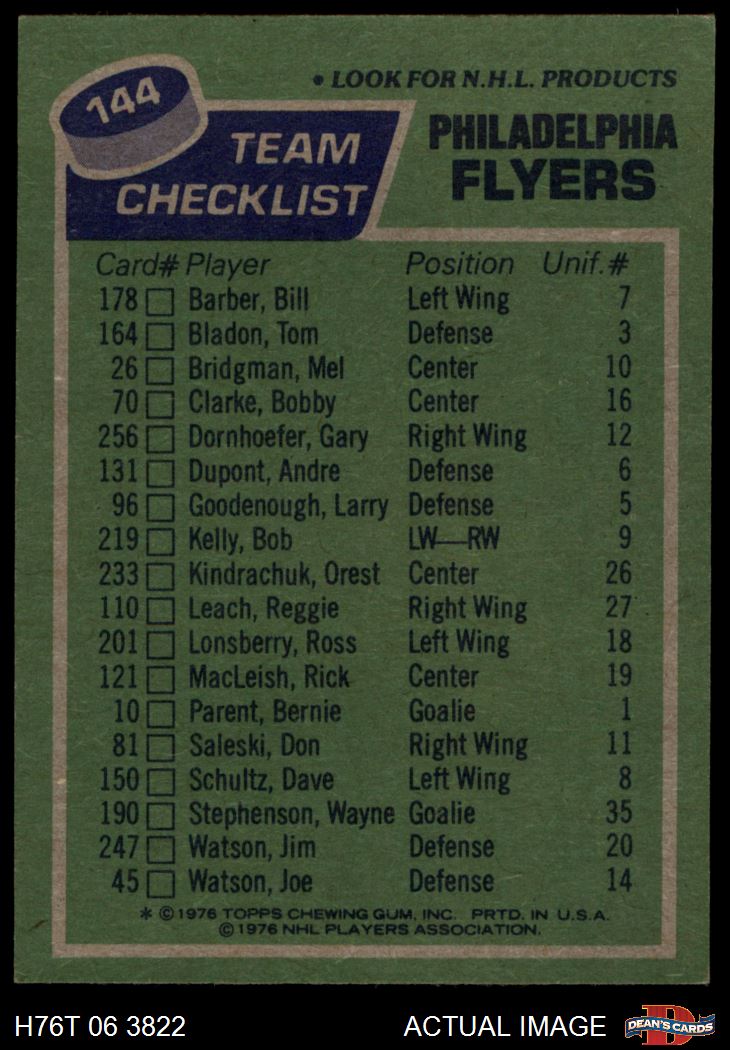 • LOOK FOR N.H.L. PRODUCTS
144
TEAM CHECKLIST
PHILADELPHIA FLYERS
Card# Player Position Unif.#
178 Barber, Bill Left Wing 7
164 Bladon, Tom Defense 3
26 Bridgman, Mel Center 10
70 Clarke, Bobby Center 16
256 Dornhoefer, Gary Right Wing 12
131 Dupont, Andre Defense 6
96 Goodenough, Larry Defense 5
219 Kelly, Bob LW—RW 9
233 Kindrachuk, Orest Center 26
110 Leach, Reggie Right Wing 27
201 Lonsberry, Ross Left Wing 18
121 MacLeish, Rick Center 19
10 Parent, Bernie Goalie 1
81 Saleski, Don Right Wing 11
150 Schultz, Dave Left Wing 8
190 Stephenson, Wayne Goalie 35
247 Watson, Jim Defense 20
45 Watson, Joe Defense 14
* ©1976 TOPPS CHEWING GUM, INC. PRTD. IN U.S.A.
©1976 NHL PLAYERS ASSOCIATION.
H76T 06 3822 ACTUAL IMAGE
D
DEAN'S CARDS